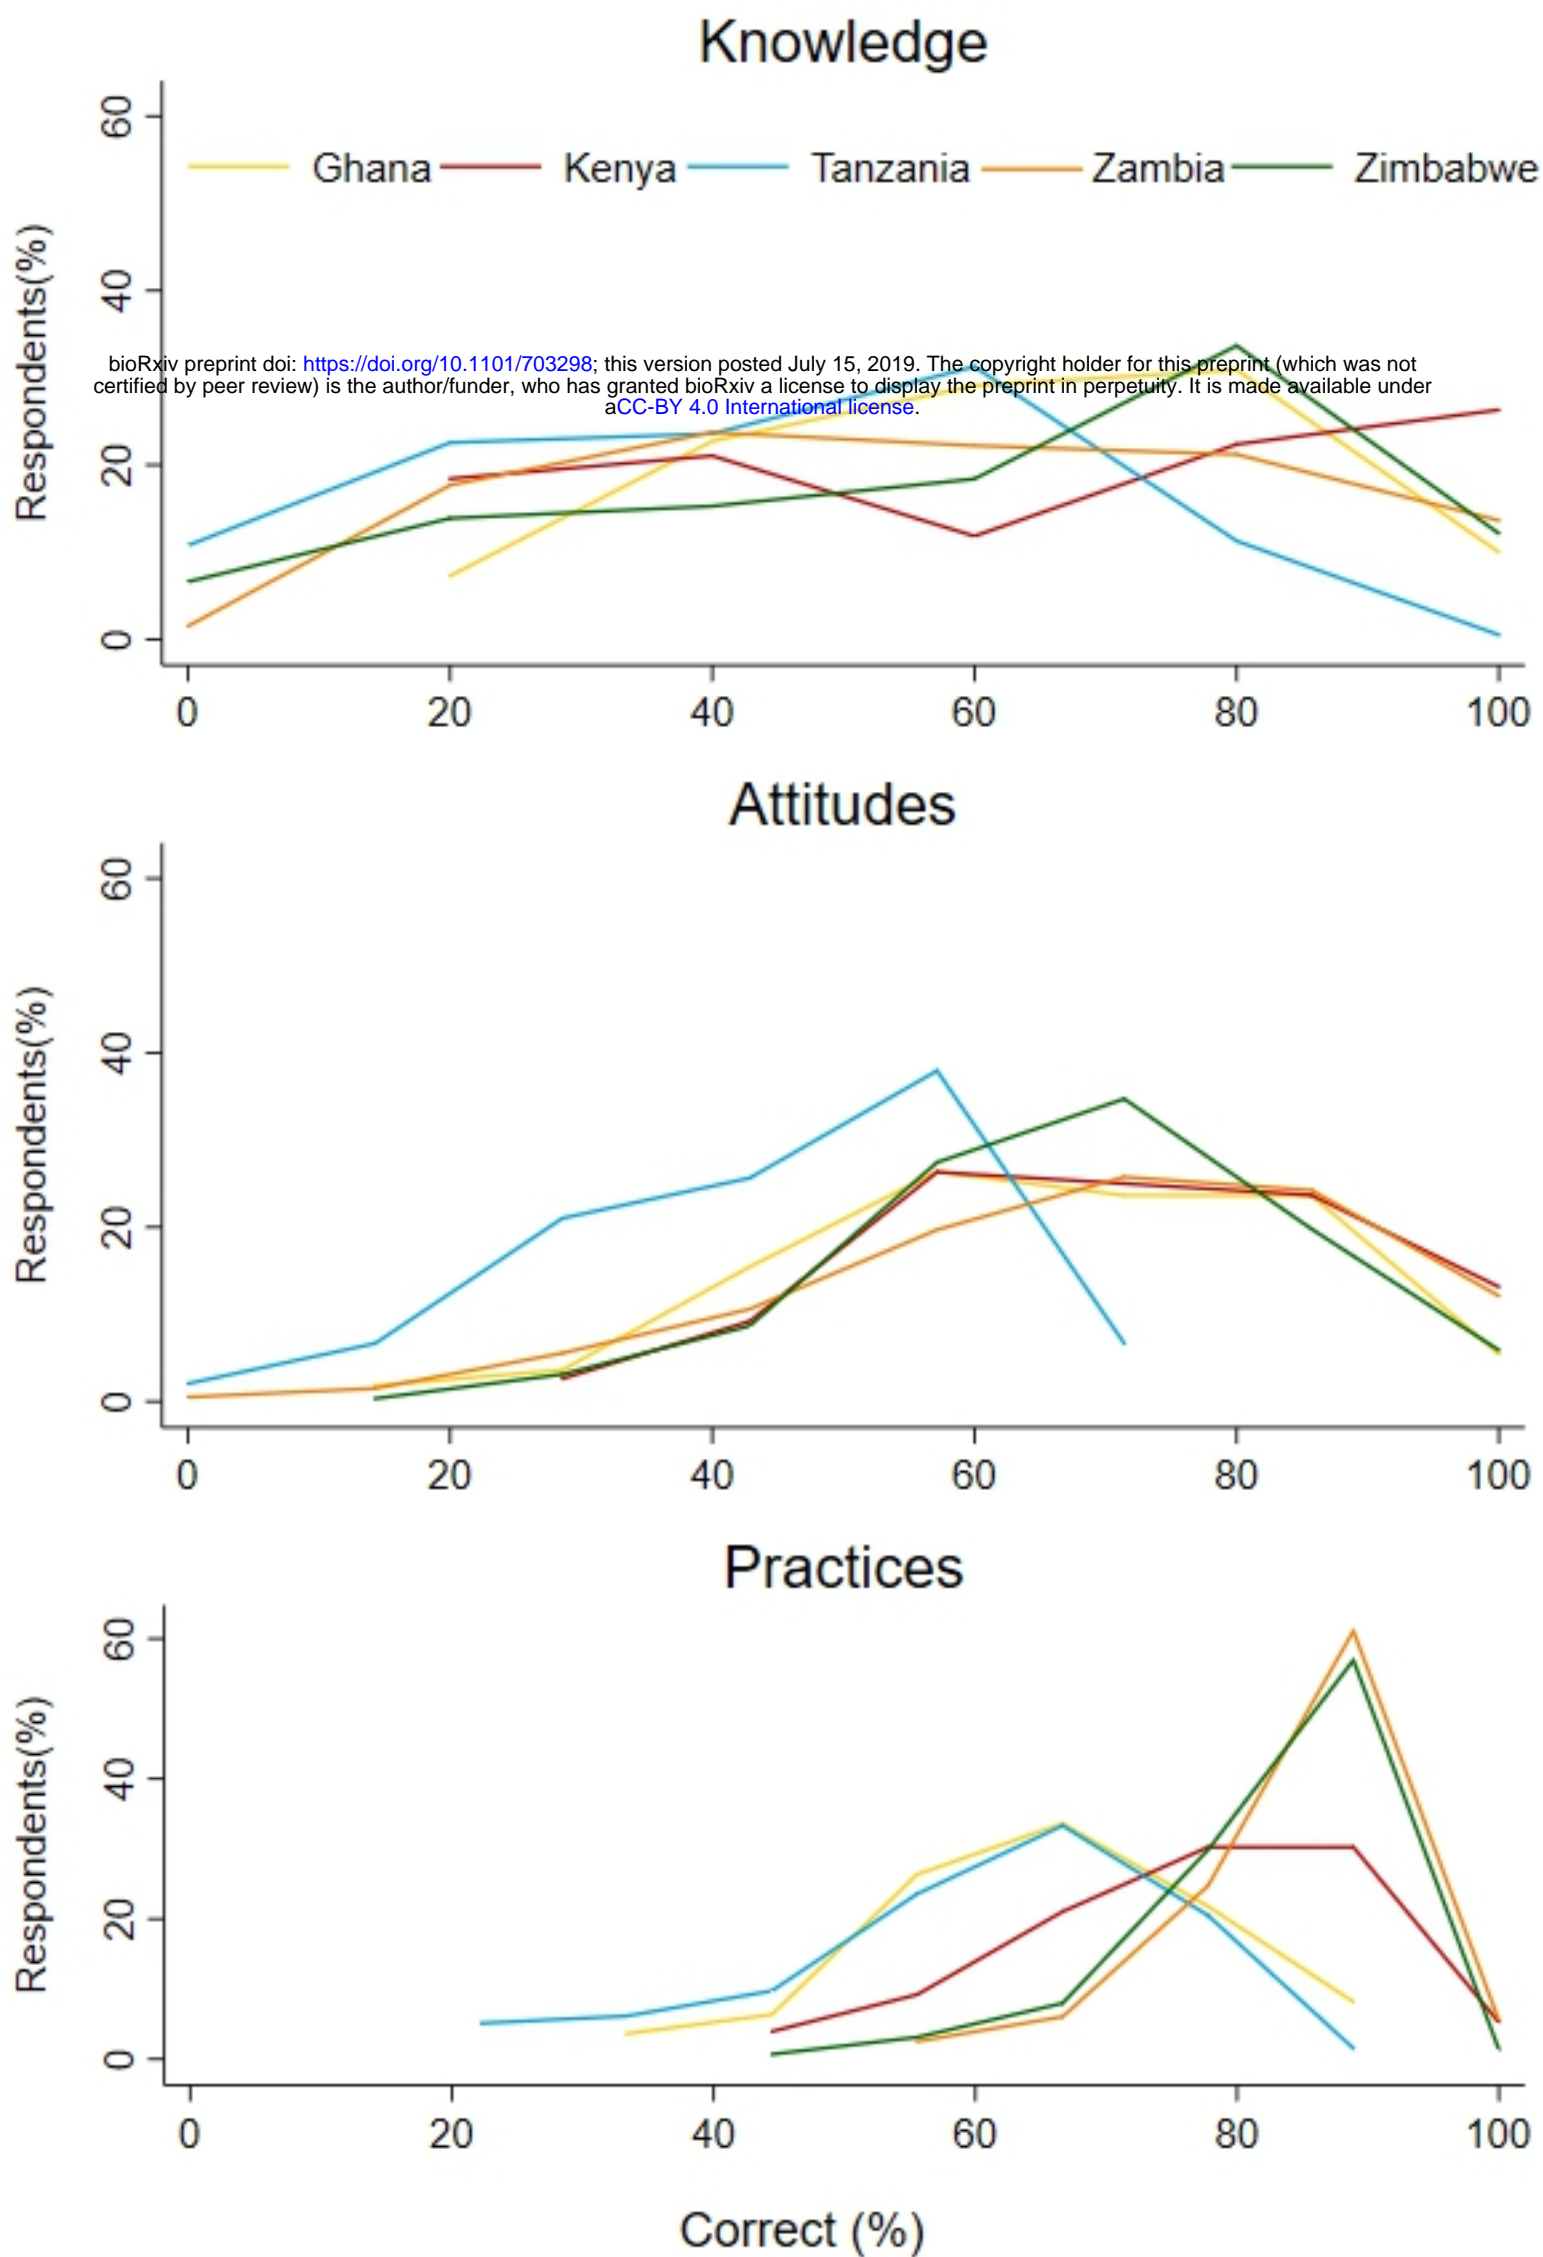 Knowledge
60
Ghana Kenya Tanzania Zambia Zimbabwe
40
Respondents(%)
bioRxiv preprint doi: https://doi.org/10.1101/703298; this version posted July 15, 2019. The copyright holder for this preprint (which was not
certified by peer review) is the author/funder, who has granted bioRxiv a license to display the preprint in perpetuity. It is made available under
aCC-BY 4.0 International license.
20
0
0 20 40 60 80 100
Attitudes
60
40
Respondents(%)
20
0
0 20 40 60 80 100
Practices
60
40
Respondents(%)
20
0
0 20 40 60 80 100
Correct (%)